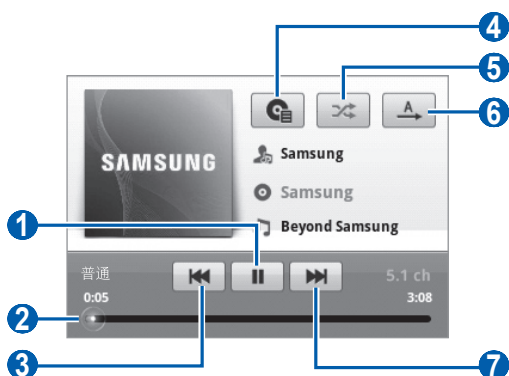 4
5
6
A
SAMSUNG
Samsung
Samsung
1
Beyond Samsung
普通
5.1 ch
0:05
3:08
2
3
7